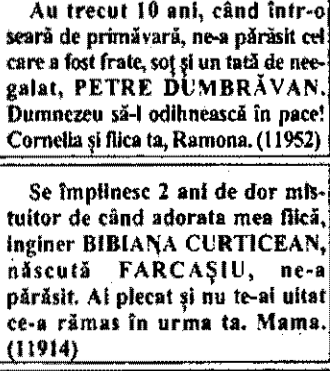 Au trecut 10 ani, când într-o
seară de primăvară, ne-a părăsit cel
care a fost frate, soț și un tată de nee-
galat, PETRE DUMBRĂVAN.
Dumnezeu să-l odihnească în pace!
Cornelia și fiica ta, Ramona. (11952)
Se împlinesc 2 ani de dor mis-
tuitor de când adorata mea fiică,
inginer BIBIANA CURTICEAN,
născută FARCAȘIU, ne-a
părăsit. Ai plecat și nu te-ai uitat
ce-a rămas în urma ta. Mama.
(11914)